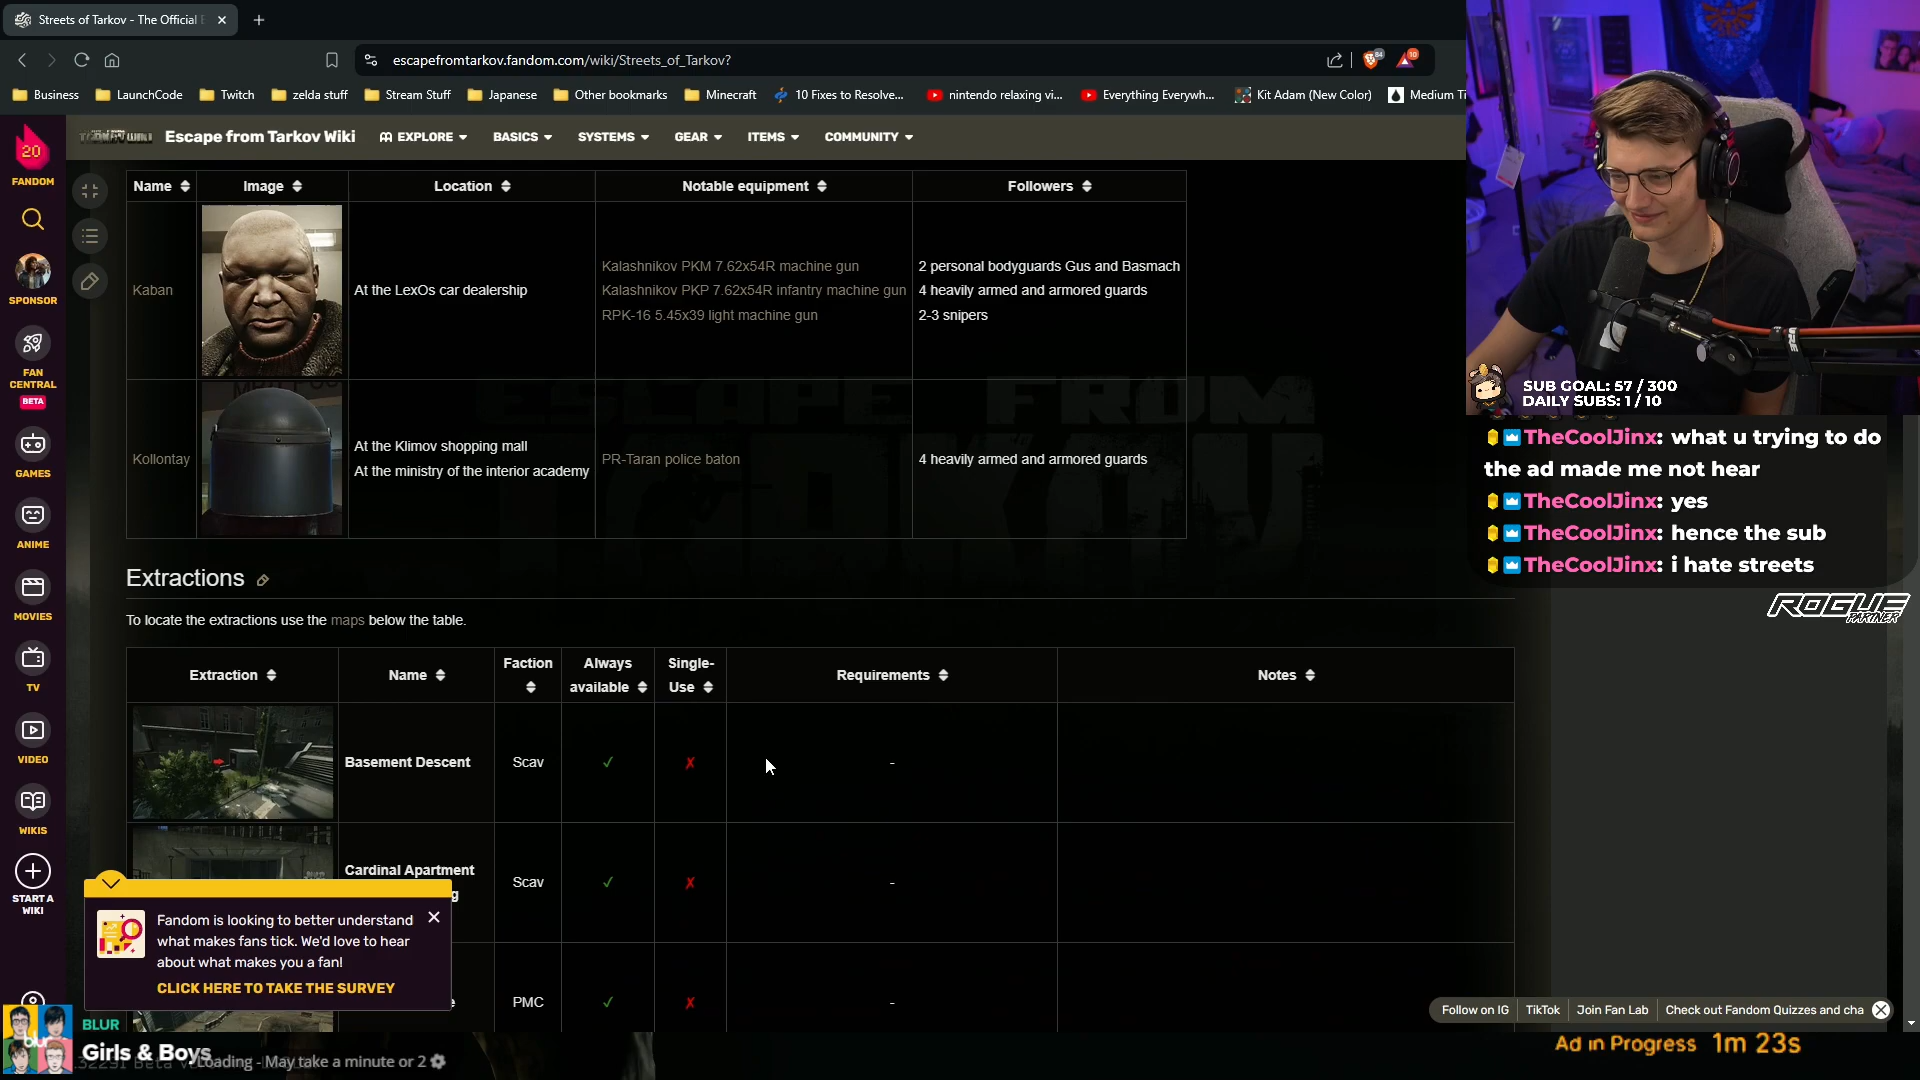 Streets of Tarkov - The Official
escapefromtarkov.fandom.com/wiki/Streets_of_Tarkov?
84
10
Business
LaunchCode
Twitch
zelda stuff
Stream Stuff
Japanese
Other bookmarks
Minecraft
10 Fixes to Resolve...
nintendo relaxing vi...
Everything Everywh...
Kit Adam (New Color)
Medium Ti
20
FANDOM
Escape from Tarkov Wiki
EXPLORE
BASICS
SYSTEMS
GEAR
ITEMS
COMMUNITY
SPONSOR
FAN
CENTRAL
BETA
GAMES
ANIME
MOVIES
TV
VIDEO
WIKIS
START A
WIKI
Name Image Location Notable equipment Followers
Kaban
At the LexOs car dealership
Kalashnikov PKM 7.62x54R machine gun
Kalashnikov PKP 7.62x54R infantry machine gun
RPK-16 5.45x39 light machine gun
2 personal bodyguards Gus and Basmach
4 heavily armed and armored guards
2-3 snipers
Kollontay
At the Klimov shopping mall
At the ministry of the interior academy
PR-Taran police baton
4 heavily armed and armored guards
ESCAPE FROM
TARKOV
Extractions
To locate the extractions use the maps below the table.
Extraction Name Faction Always available Single-Use Requirements Notes
Basement Descent Scav ✓ ✗ -
Cardinal Apartment
g
Scav ✓ ✗ -
e
PMC ✓ ✗ -
Fandom is looking to better understand
what makes fans tick. We'd love to hear
about what makes you a fan!
CLICK HERE TO TAKE THE SURVEY
SUB GOAL: 57 / 300
DAILY SUBS: 1 / 10
TheCoolJinx: what u trying to do
the ad made me not hear
TheCoolJinx: yes
TheCoolJinx: hence the sub
TheCoolJinx: i hate streets
ROGUE
PARTNER
Follow on IG
TikTok
Join Fan Lab
Check out Fandom Quizzes and cha
Ad in Progress 1m 23s
blur
BLUR
Girls & Boys
Loading - May take a minute or 2